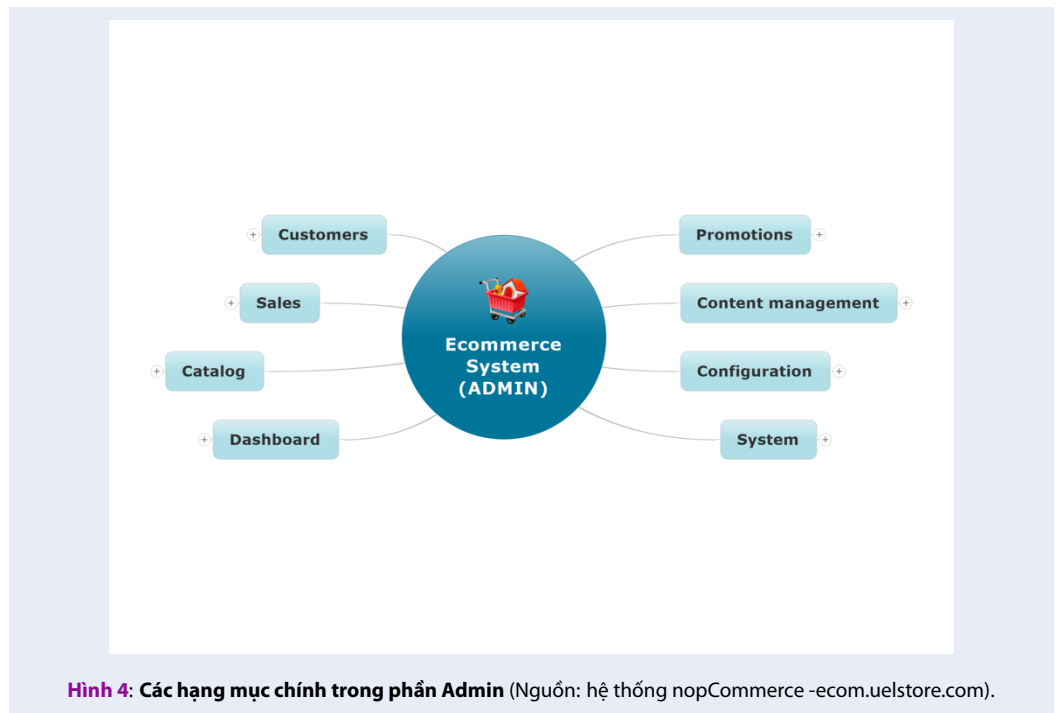 Customers
Sales
Catalog
Dashboard
Ecommerce
System
(ADMIN)
Promotions
Content management
Configuration
System
Hình 4: Các hạng mục chính trong phần Admin (Nguồn: hệ thống nopCommerce -ecom.uelstore.com).